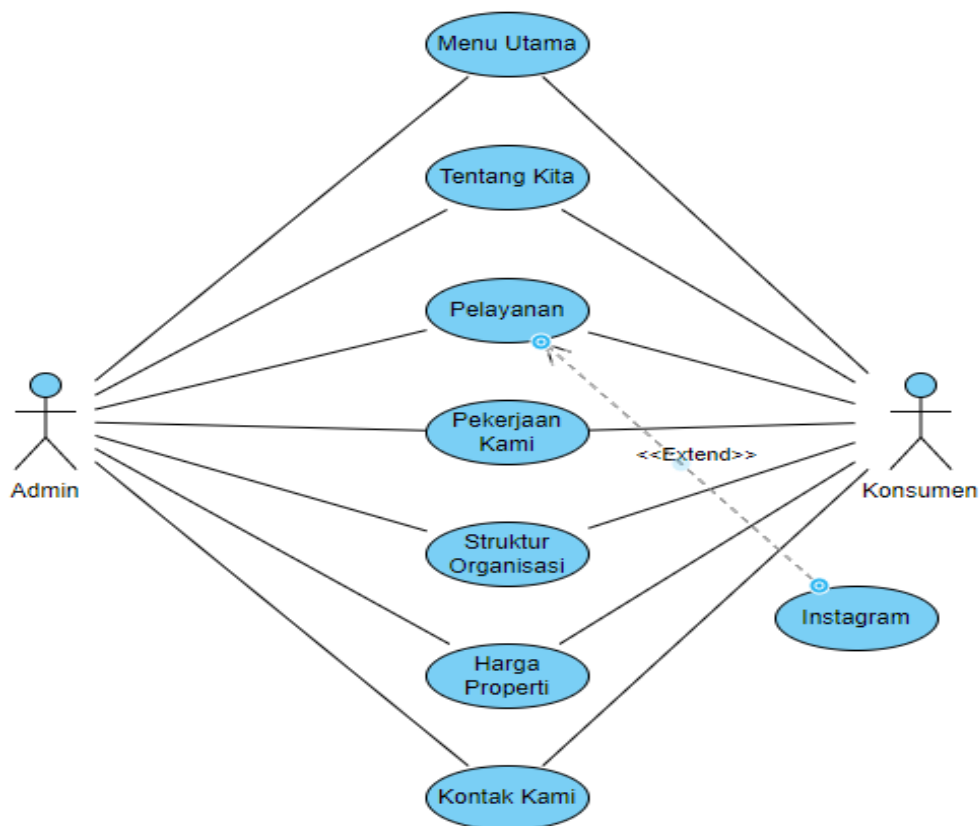 Menu Utama
Tentang Kita
Pelayanan
Pekerjaan
Kami
<<Extend>>
Admin
Konsumen
Struktur
Organisasi
Instagram
Harga
Properti
Kontak Kami